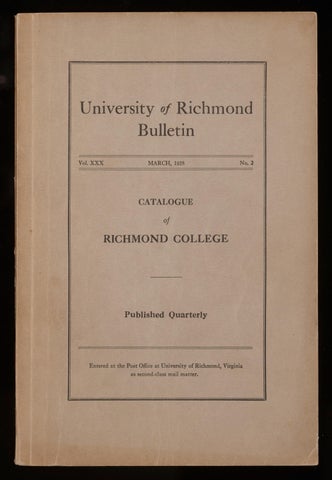 University of Richmond
Bulletin
Vol. XXX MARCH, 1928 No. 2
CATALOGUE
of
RICHMOND COLLEGE
Published Quarterly
Entered at the Post Office at University of Richmond, Virginia
as second-class mail matter.